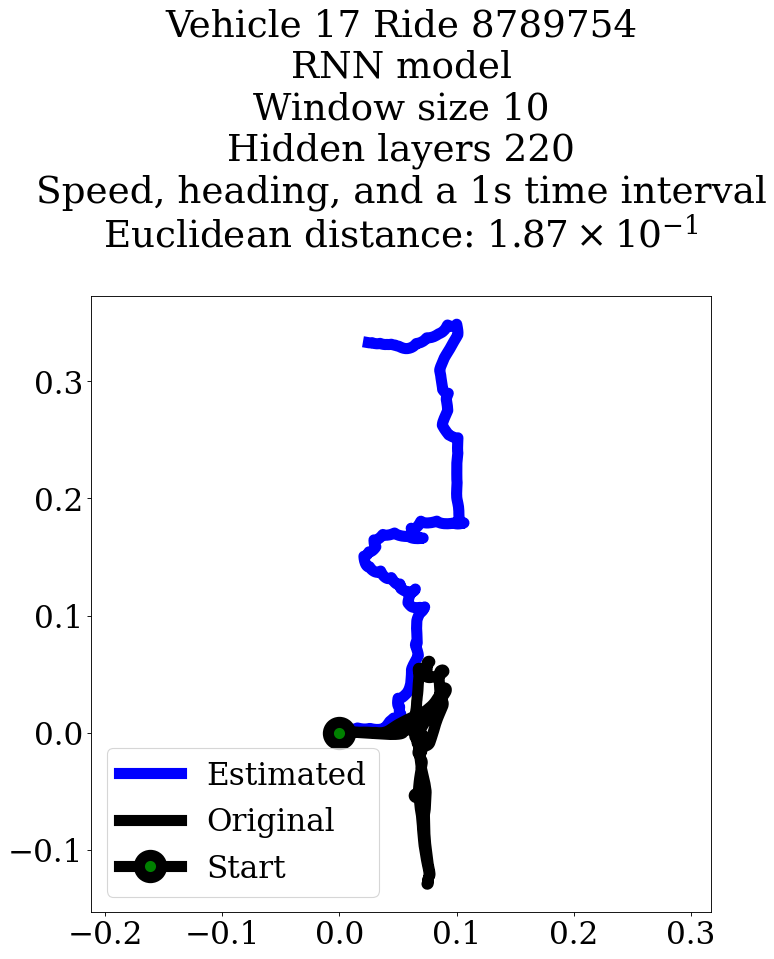 Vehicle 17 Ride 8789754
RNN model
Window size 10
Hidden layers 220
Speed, heading, and a 1s time interval
Euclidean distance: 1.87 × 10⁻¹
0.3
0.2
0.1
0.0
−0.1
Estimated
Original
Start
−0.2 −0.1 0.0 0.1 0.2 0.3